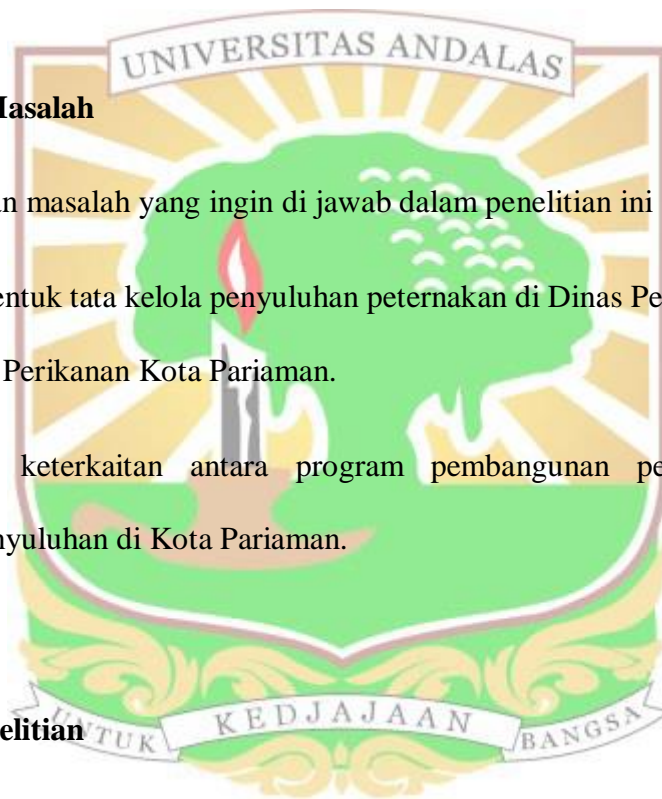 UNIVERSITAS ANDALAS
Masalah
masalah yang ingin di jawab dalam penelitian ini
entuk tata kelola penyuluhan peternakan di Dinas Pe
Perikanan Kota Pariaman.
keterkaitan antara program pembangunan pe
nyuluhan di Kota Pariaman.
elitian
UNTUK KEDJAJAAN BANGSA